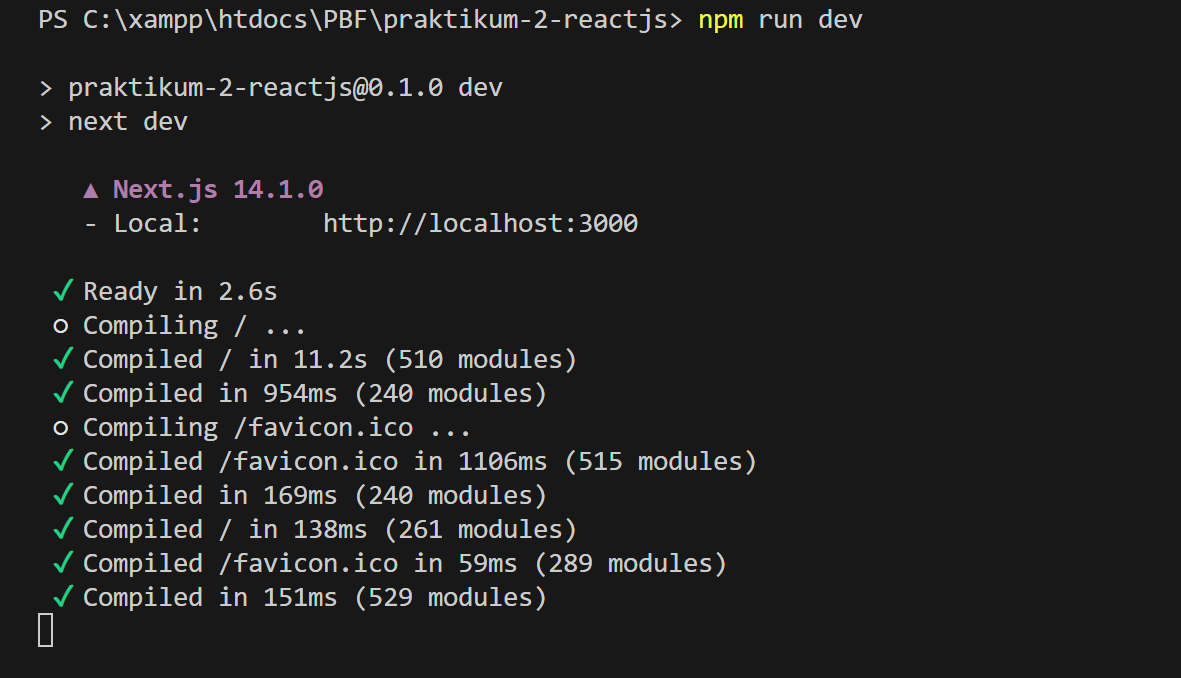 PS C:\xampp\htdocs\PBF\praktikum-2-reactjs> npm run dev
> praktikum-2-reactjs@0.1.0 dev
> next dev
▲ Next.js 14.1.0
- Local:        http://localhost:3000
✓ Ready in 2.6s
○ Compiling / ...
✓ Compiled / in 11.2s (510 modules)
✓ Compiled in 954ms (240 modules)
○ Compiling /favicon.ico ...
✓ Compiled /favicon.ico in 1106ms (515 modules)
✓ Compiled in 169ms (240 modules)
✓ Compiled / in 138ms (261 modules)
✓ Compiled /favicon.ico in 59ms (289 modules)
✓ Compiled in 151ms (529 modules)